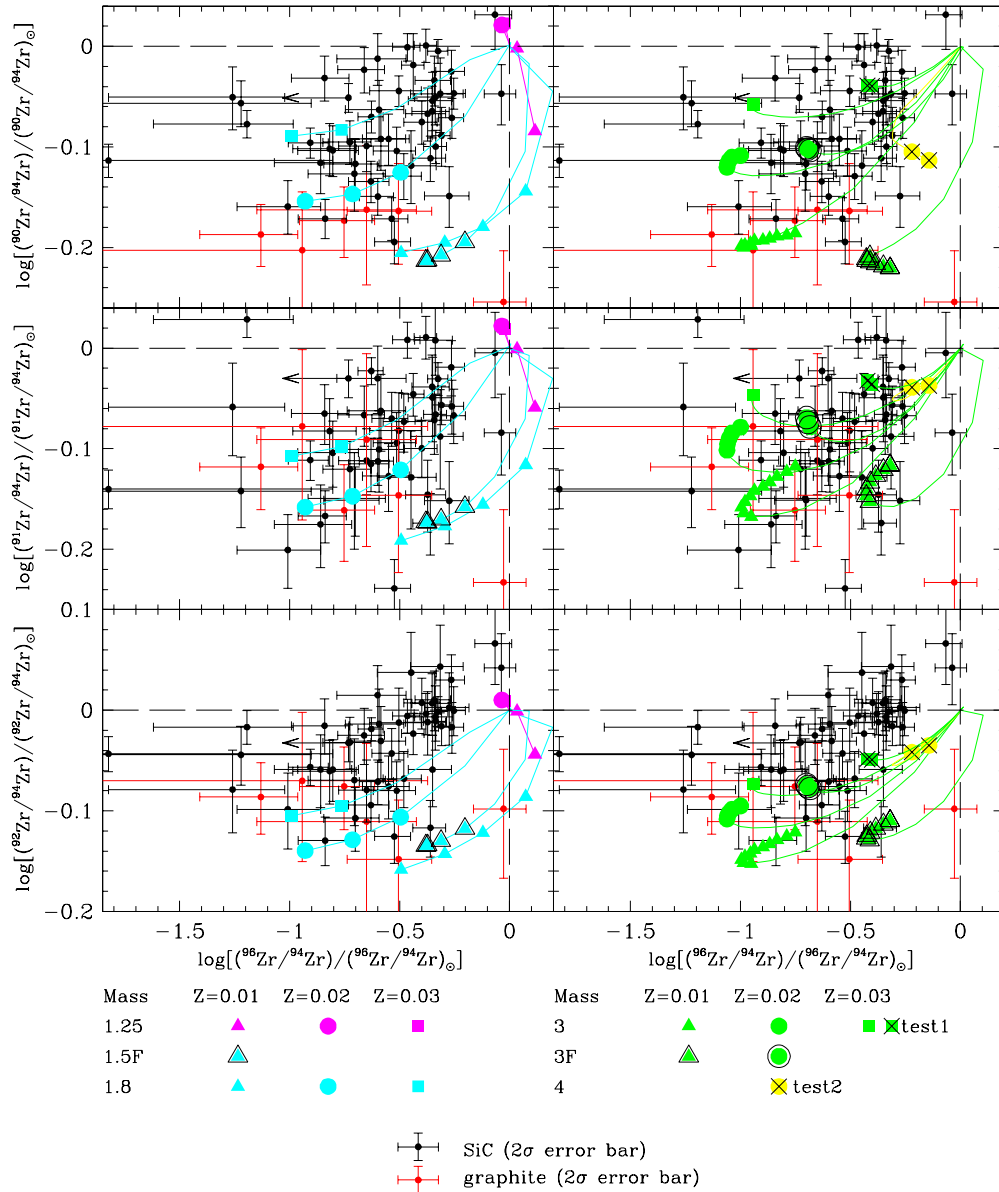 log[(⁹⁰Zr/⁹⁴Zr)/(⁹⁰Zr/⁹⁴Zr)☉]
0
−0.1
−0.2
log[(⁹¹Zr/⁹⁴Zr)/(⁹¹Zr/⁹⁴Zr)☉]
0
−0.1
−0.2
0.1
log[(⁹²Zr/⁹⁴Zr)/(⁹²Zr/⁹⁴Zr)☉]
0
−0.1
−0.2
−1.5 −1 −0.5 0 −1.5 −1 −0.5 0
log[(⁹⁶Zr/⁹⁴Zr)/(⁹⁶Zr/⁹⁴Zr)☉] log[(⁹⁶Zr/⁹⁴Zr)/(⁹⁶Zr/⁹⁴Zr)☉]
Mass Z=0.01 Z=0.02 Z=0.03 Mass Z=0.01 Z=0.02 Z=0.03
1.25 3 test1
1.5F 3F
1.8 4 test2
SiC (2σ error bar)
graphite (2σ error bar)